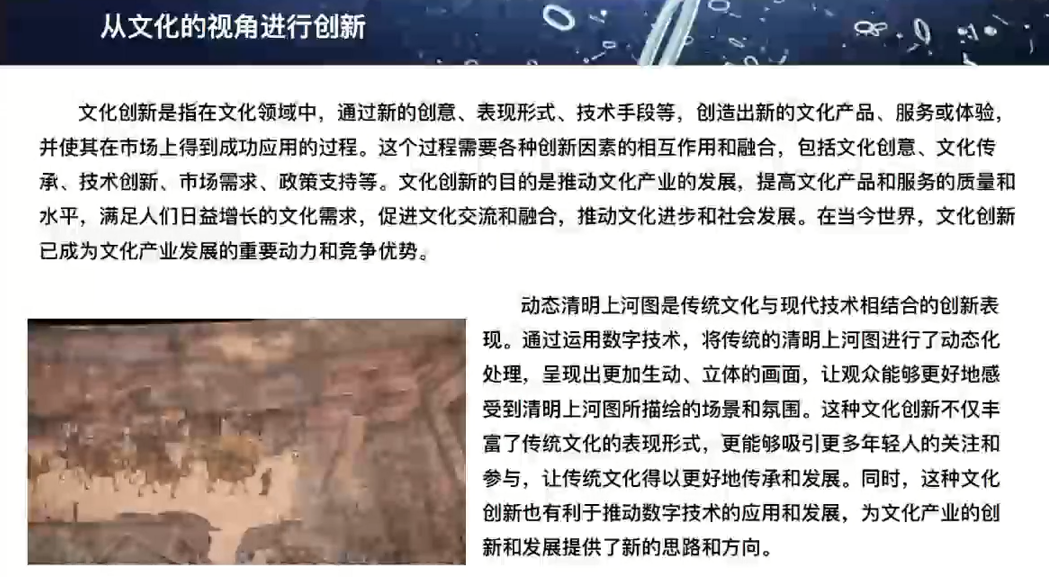 从文化的视角进行创新
文化创新是指在文化领域中，通过新的创意、表现形式、技术手段等，创造出新的文化产品、服务或体验，
并使其在市场上得到成功应用的过程。这个过程需要各种创新因素的相互作用和融合，包括文化创意、文化传
承、技术创新、市场需求、政策支持等。文化创新的目的是推动文化产业的发展，提高文化产品和服务的质量和
水平，满足人们日益增长的文化需求，促进文化交流和融合，推动文化进步和社会发展。在当今世界，文化创新
已成为文化产业发展的重要动力和竞争优势。
动态清明上河图是传统文化与现代技术相结合的创新表
现。通过运用数字技术，将传统的清明上河图进行了动态化
处理，呈现出更加生动、立体的画面，让观众能够更好地感
受到清明上河图所描绘的场景和氛围。这种文化创新不仅丰
富了传统文化的表现形式，更能够吸引更多年轻人的关注和
参与，让传统文化得以更好地传承和发展。同时，这种文化
创新也有利于推动数字技术的应用和发展，为文化产业的创
新和发展提供了新的思路和方向。